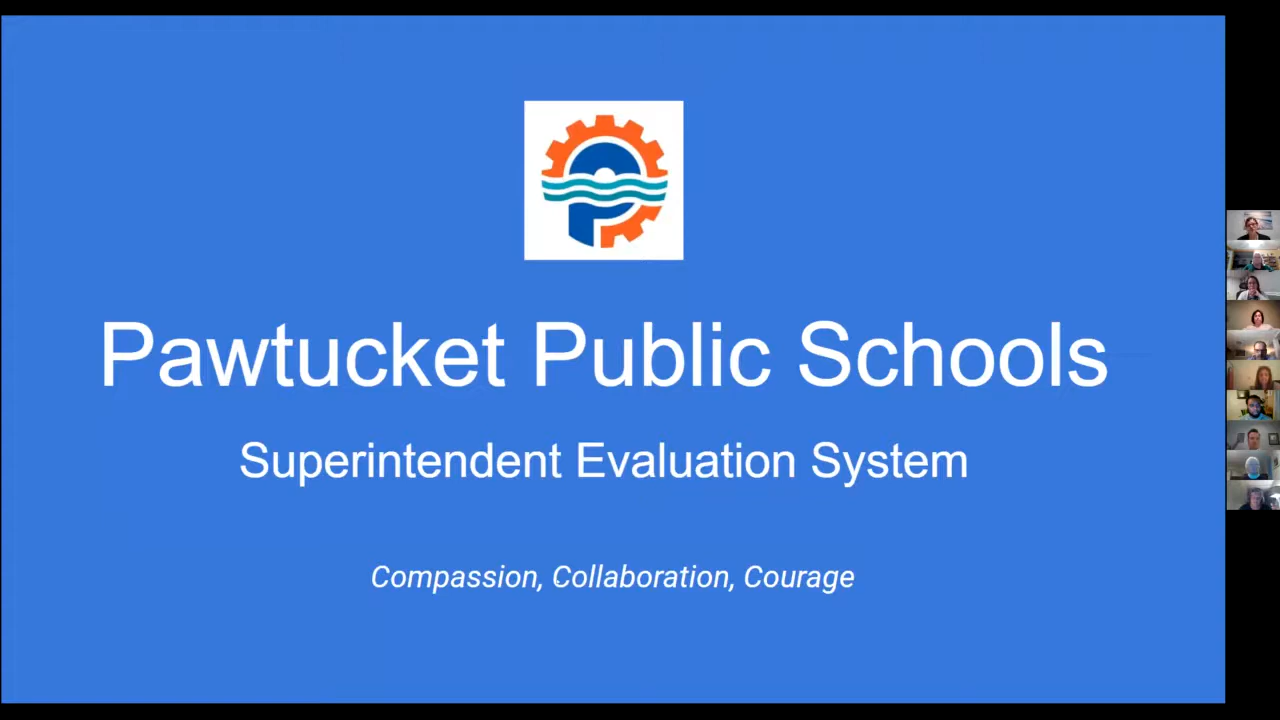 Pawtucket Public Schools
Superintendent Evaluation System
Compassion, Collaboration, Courage